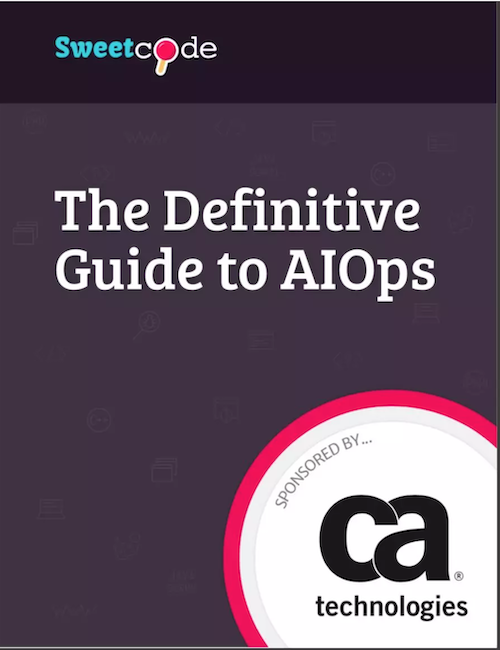 Sweetcode
The Definitive
Guide to AIOps
SPONSORED BY...
ca®
technologies